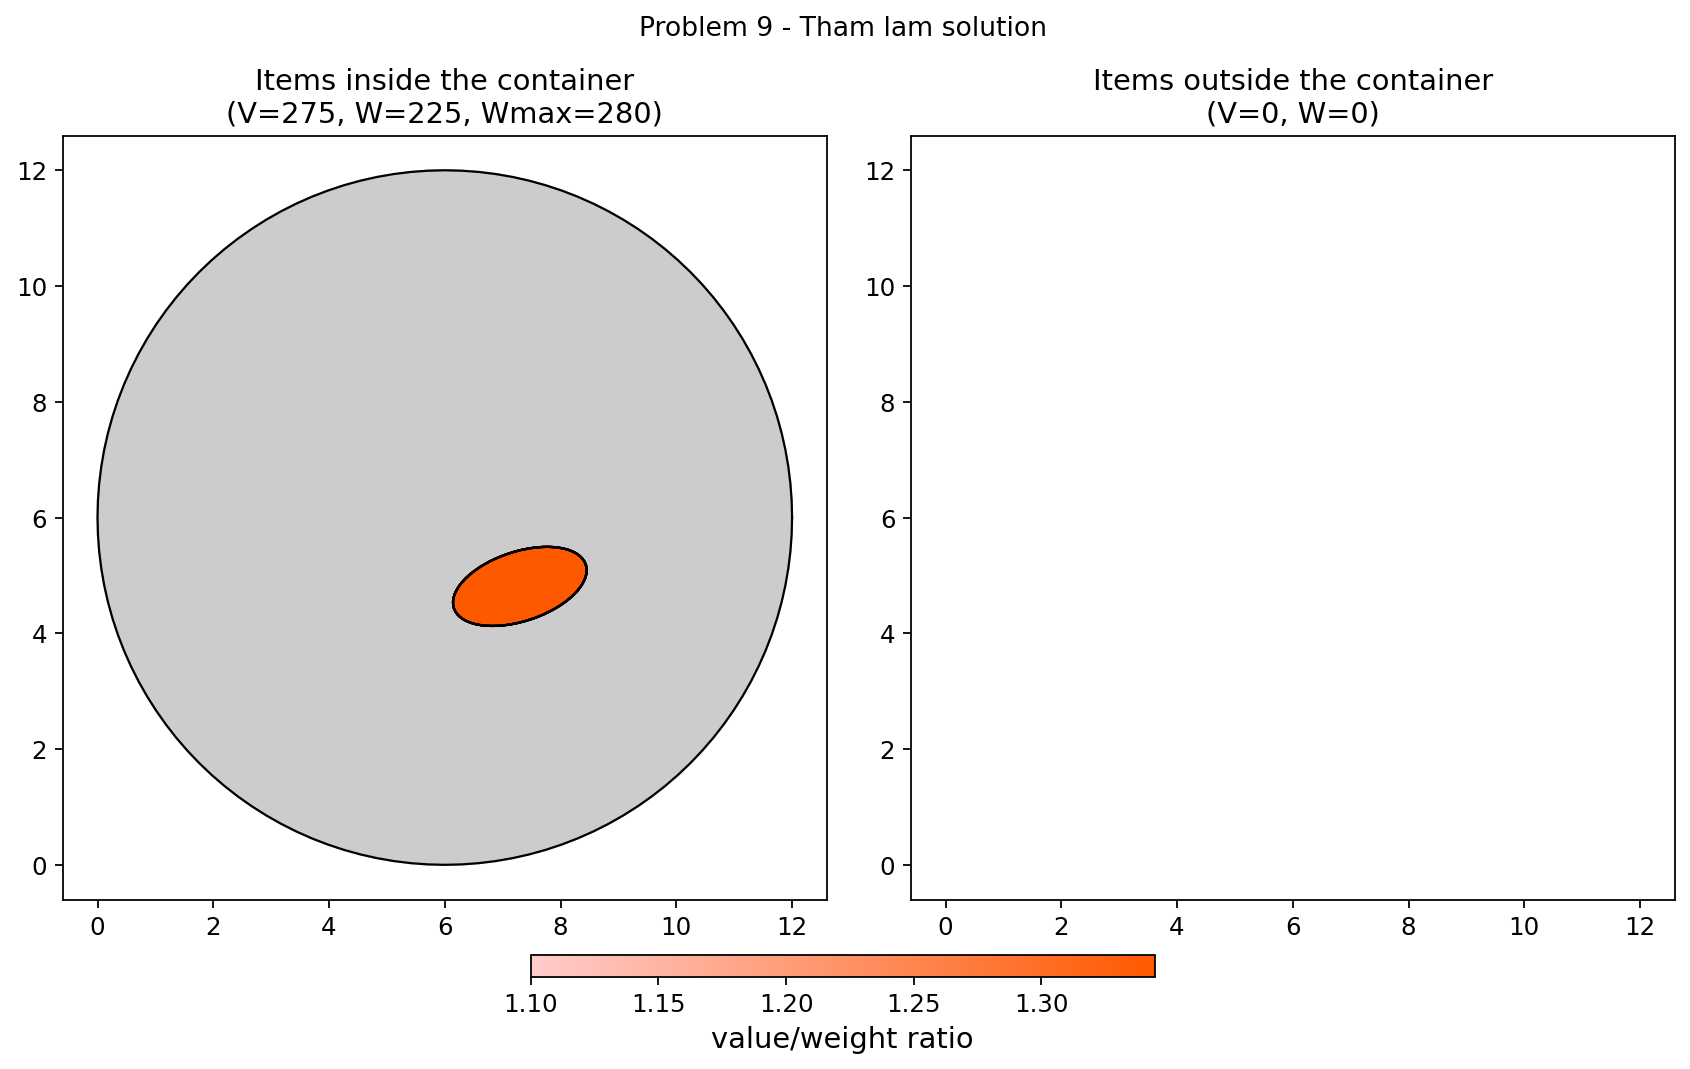 Problem 9 - Tham lam solution
Items inside the container
(V=275, W=225, Wmax=280)
12
10
8
6
4
2
0
0 2 4 6 8 10 12
Items outside the container
(V=0, W=0)
12
10
8
6
4
2
0
0 2 4 6 8 10 12
1.10 1.15 1.20 1.25 1.30
value/weight ratio